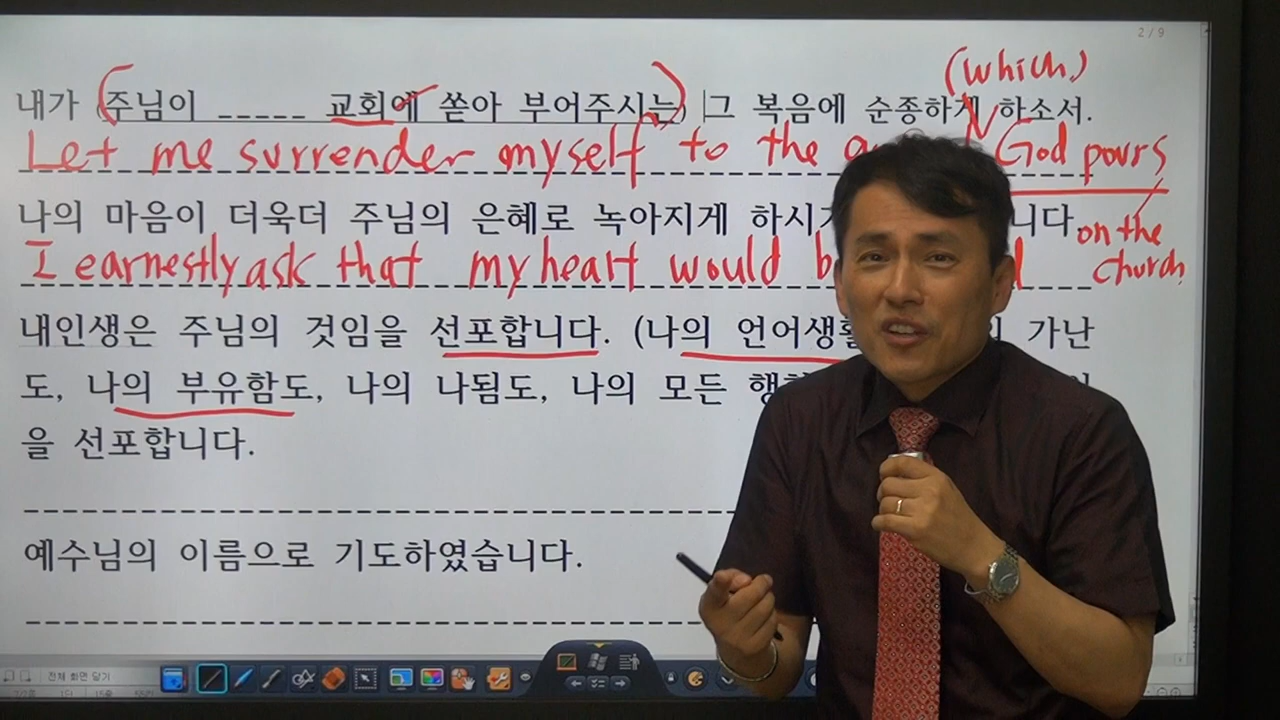 2/9
(which)
내가 (주님이 _____ 교회에 쏟아 부어주시는) 그 복음에 순종하게 하소서.
Let me surrender myself to the God pours
나의 마음이 더욱더 주님의 은혜로 녹아지게 하시 니다.
on the
I earnestly ask that my heart would
church.
내인생은 주님의 것임을 선포합니다. (나의 언어생 가난
도, 나의 부유함도, 나의 나됨도, 나의 모든
을 선포합니다.
예수님의 이름으로 기도하였습니다.
전체 화면 닫기